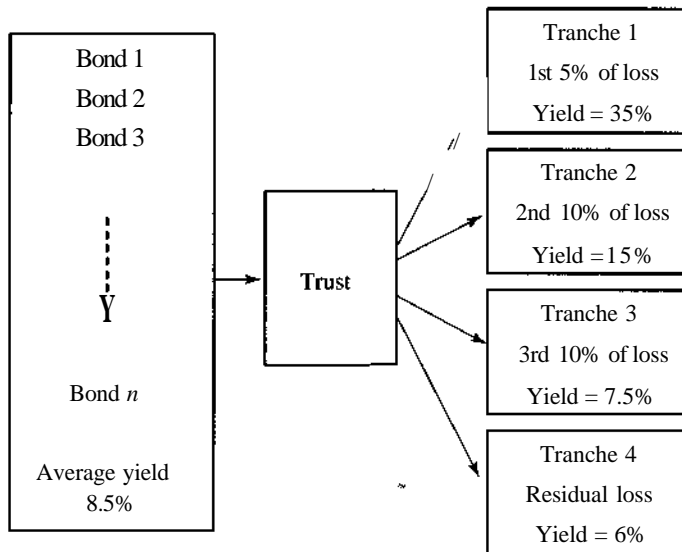 Bond 1
Bond 2
Bond 3
Y
Bond n
Average yield
8.5%
Trust
Tranche 1
1st 5% of loss
Yield = 35%
Tranche 2
2nd 10% of loss
Yield = 15%
Tranche 3
3rd 10% of loss
Yield = 7.5%
Tranche 4
Residual loss
Yield = 6%